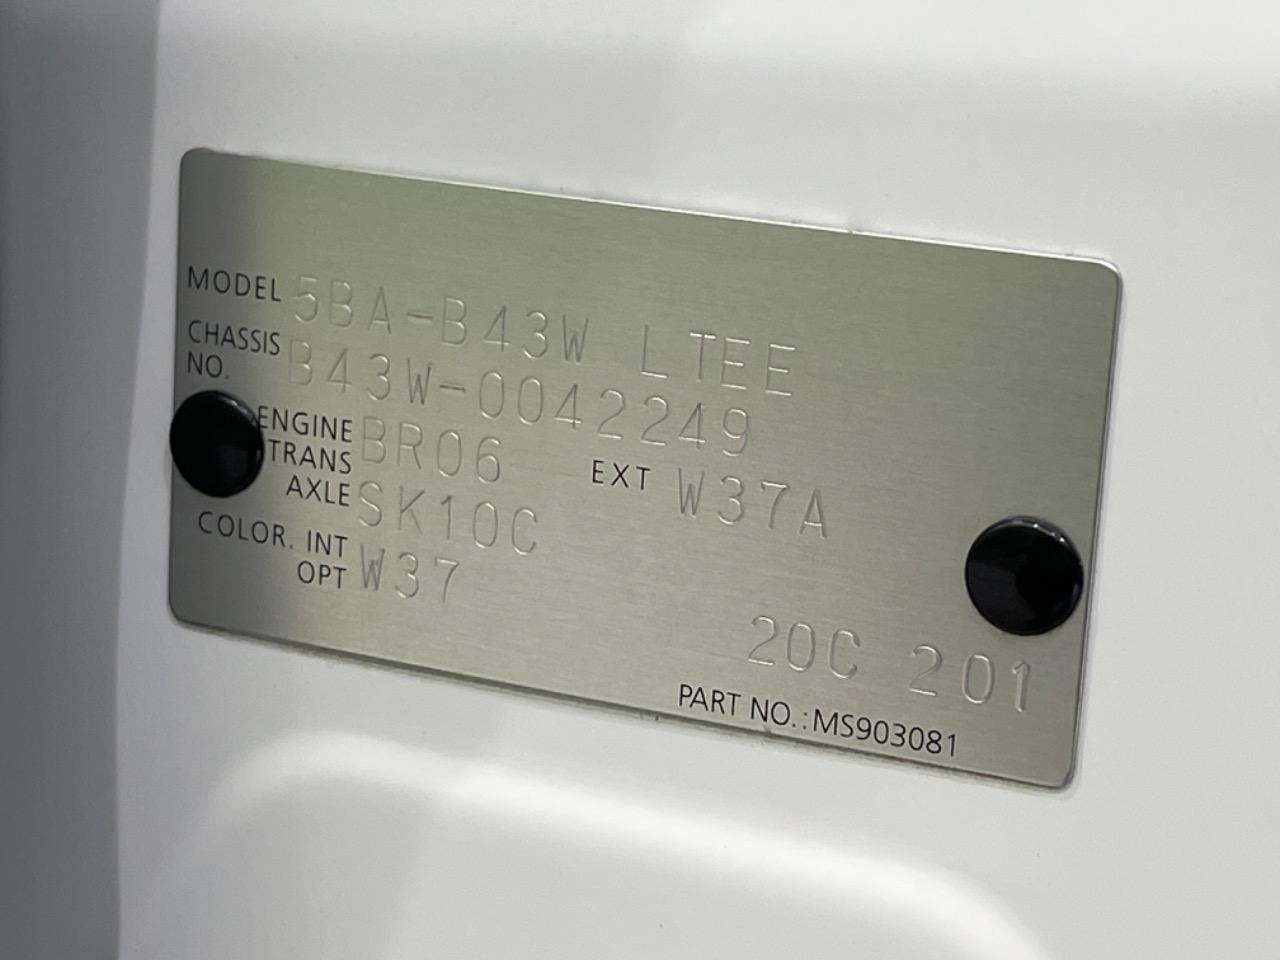 MODEL 5BA-B43W LTEE
CHASSIS NO. B43W-0042249
ENGINE BR06 EXT W37A
TRANS
AXLE SK10C
COLOR. INT
OPT W37
20C 201
PART NO.:MS903081